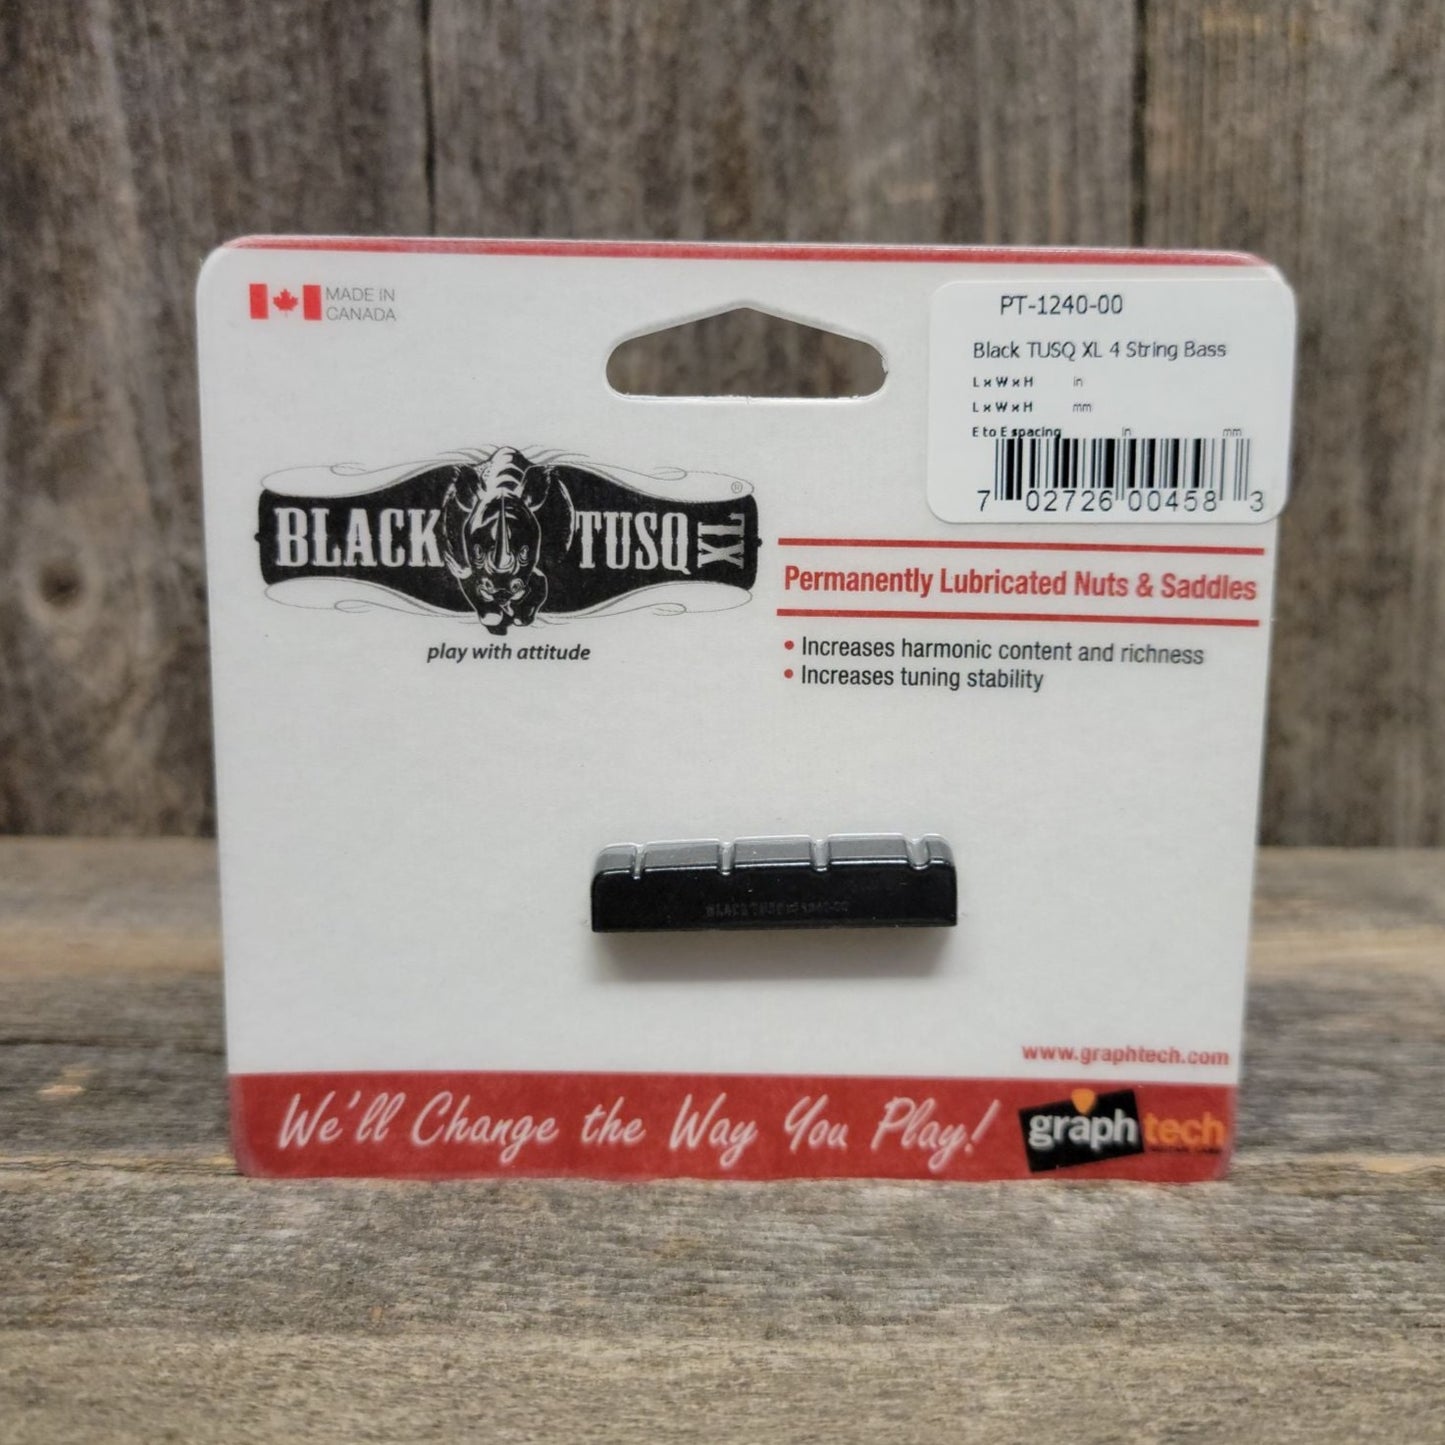 MADE IN
CANADA
PT-1240-00
Black TUSQ XL 4 String Bass
L x W x H in
L x W x H mm
E to E spacing in mm
7 02726 00458 3
BLACK TUSQ XL ®
play with attitude
Permanently Lubricated Nuts & Saddles
• Increases harmonic content and richness
• Increases tuning stability
www.graphtech.com
We'll Change the Way You Play!
graph tech